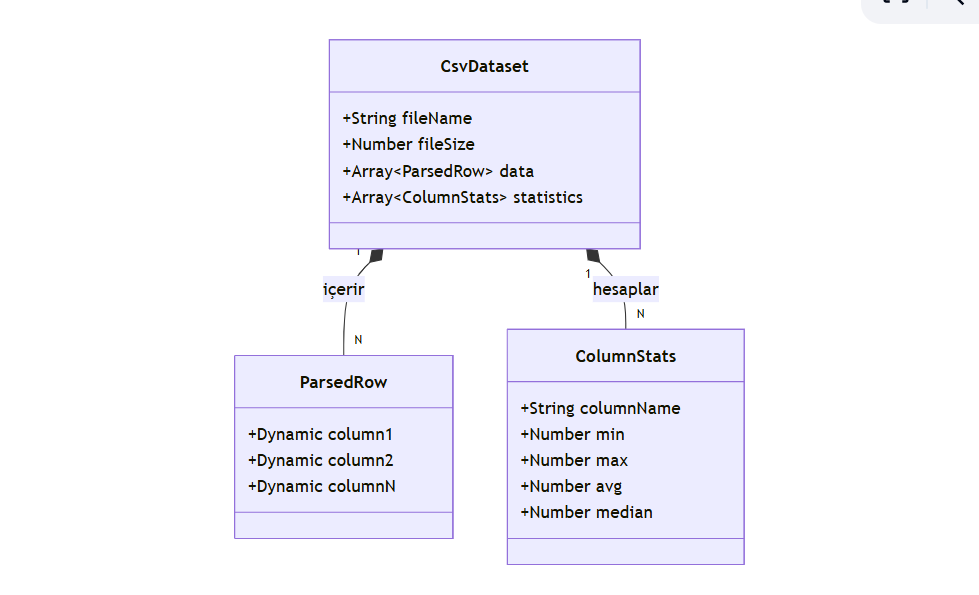 CsvDataset
+String fileName
+Number fileSize
+Array<ParsedRow> data
+Array<ColumnStats> statistics
1
1
içerir
hesaplar
N
N
ParsedRow
+Dynamic column1
+Dynamic column2
+Dynamic columnN
ColumnStats
+String columnName
+Number min
+Number max
+Number avg
+Number median